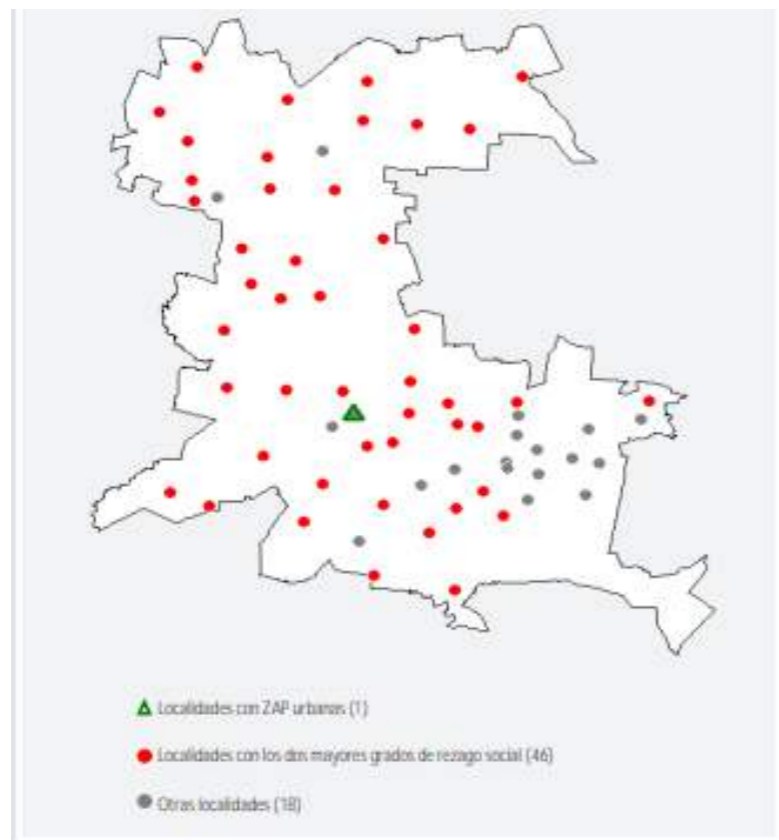 Localidades con ZAP urbanas (1)
Localidades con los dos mayores grados de rezago social (46)
Otras localidades (18)